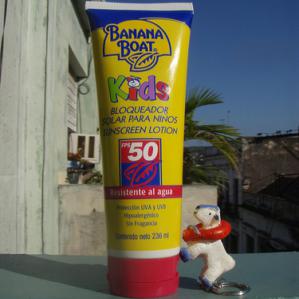 BANANA
BOAT
Kids
BLOQUEADOR
SOLAR PARA NIÑOS
SUNSCREEN LOTION
FPS 50
Resistente al agua
Protección UVA y UVB
Hipoalergénico
Sin Fragancia
Contenido neto 236 ml